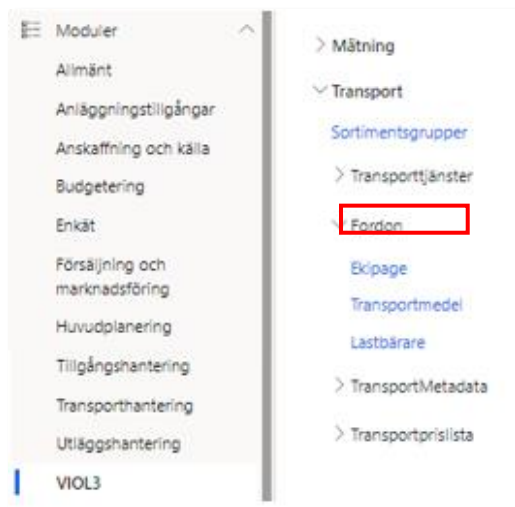 Moduler
Allmänt
Anläggningstillgångar
Anskaffning och källa
Budgetering
Enkät
Försäljning och
marknadsföring
Huvudplanering
Tillgångshantering
Transporthantering
Utläggshantering
VIOL3
Mätning
Transport
Sortimentsgrupper
Transporttjänster
Fordon
Ekipage
Transportmedel
Lastbärare
TransportMetadata
Transportprislista